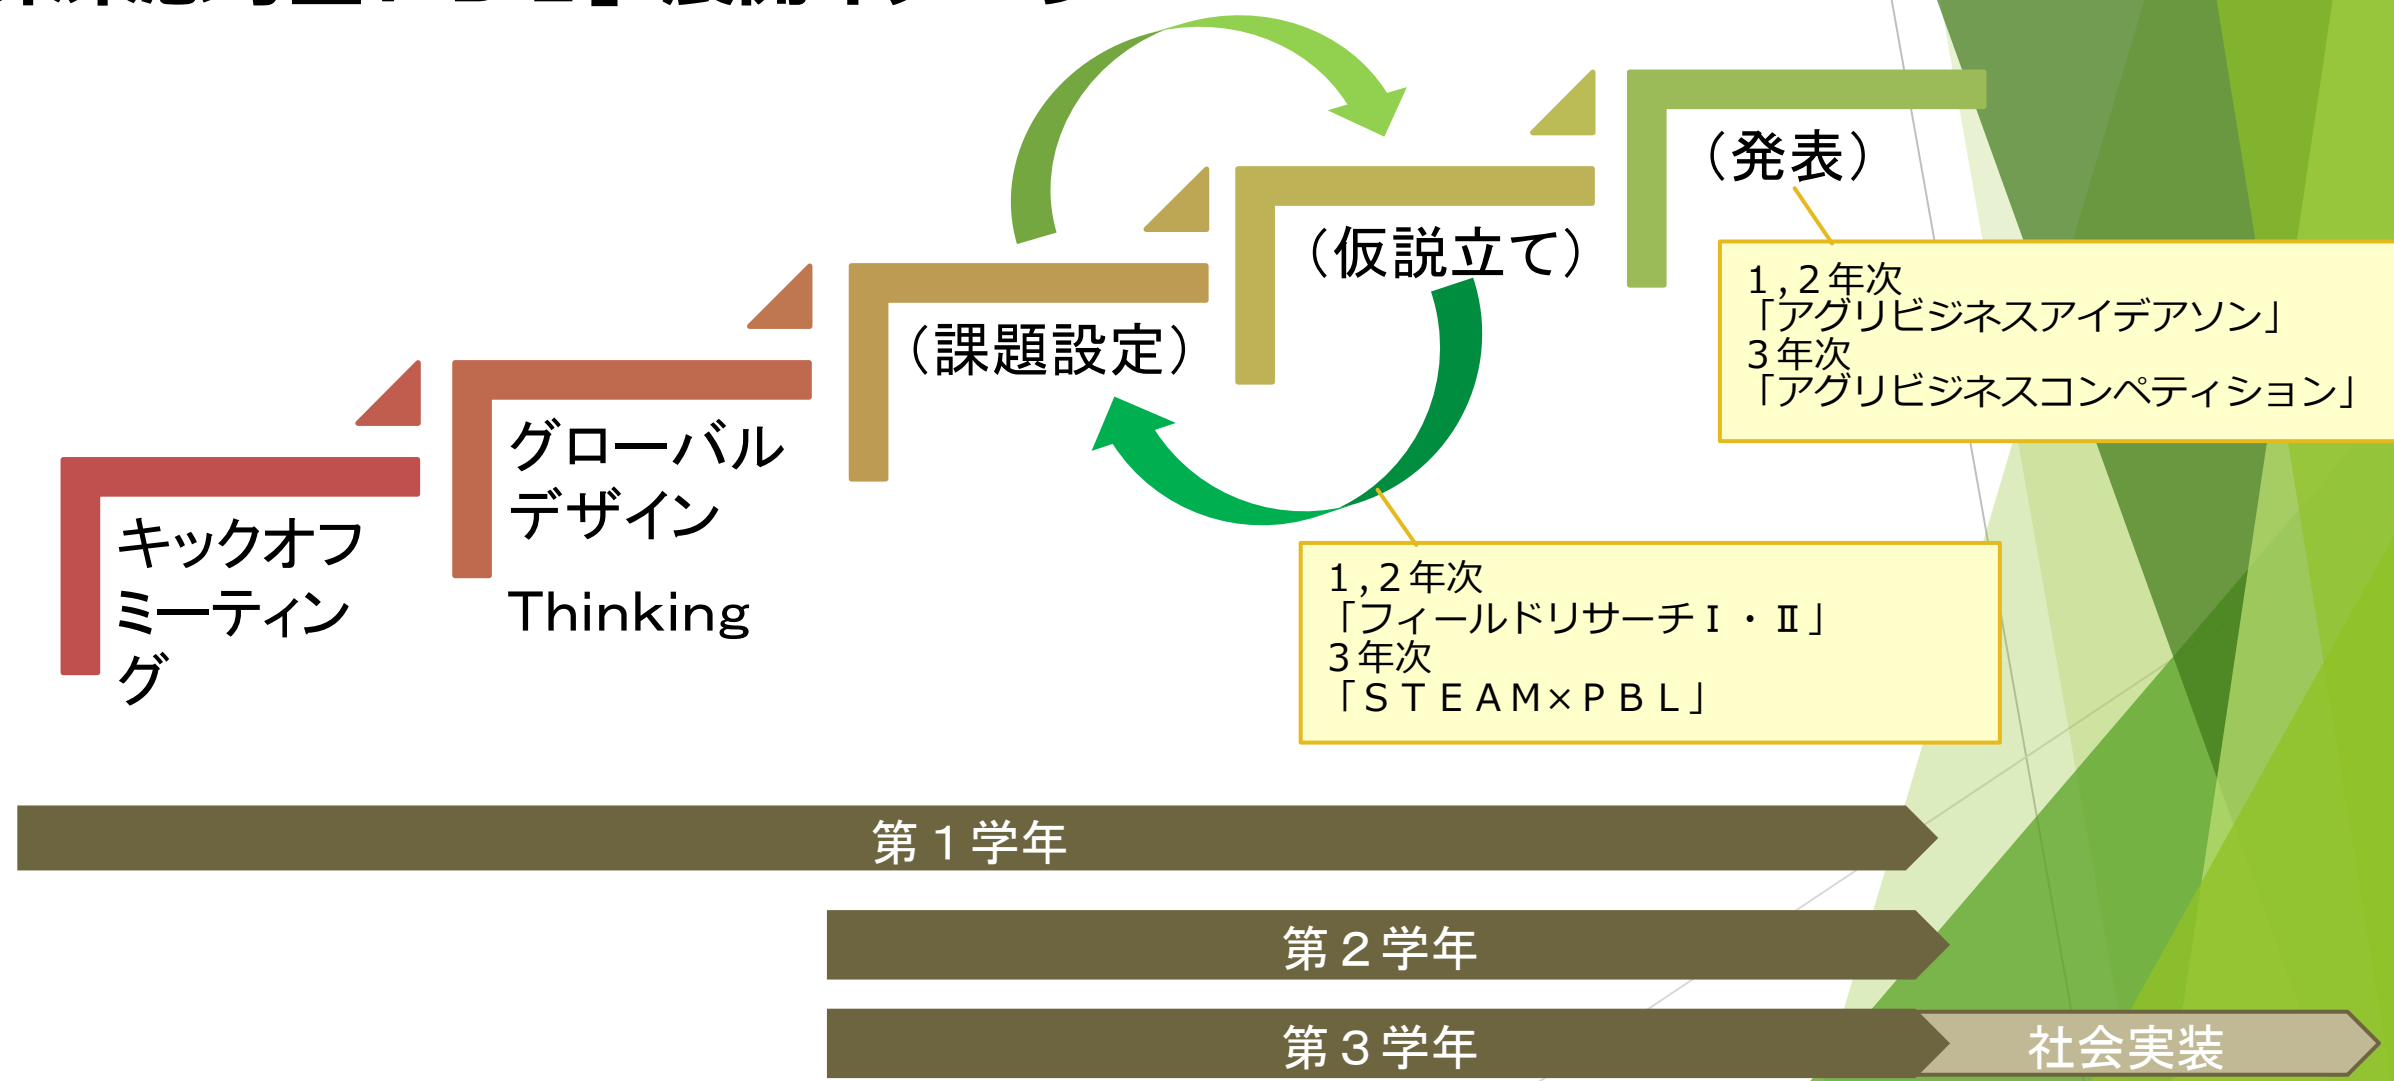 キックオフ
ミーティン
グ
グローバル
デザイン
Thinking
（課題設定）
（仮説立て）
（発表）
１,２年次
「アグリビジネスアイデアソン」
３年次
「アグリビジネスコンペティション」
１,２年次
「フィールドリサーチⅠ・Ⅱ」
３年次
「ＳＴＥＡＭ×ＰＢＬ」
第１学年
第２学年
第３学年
社会実装